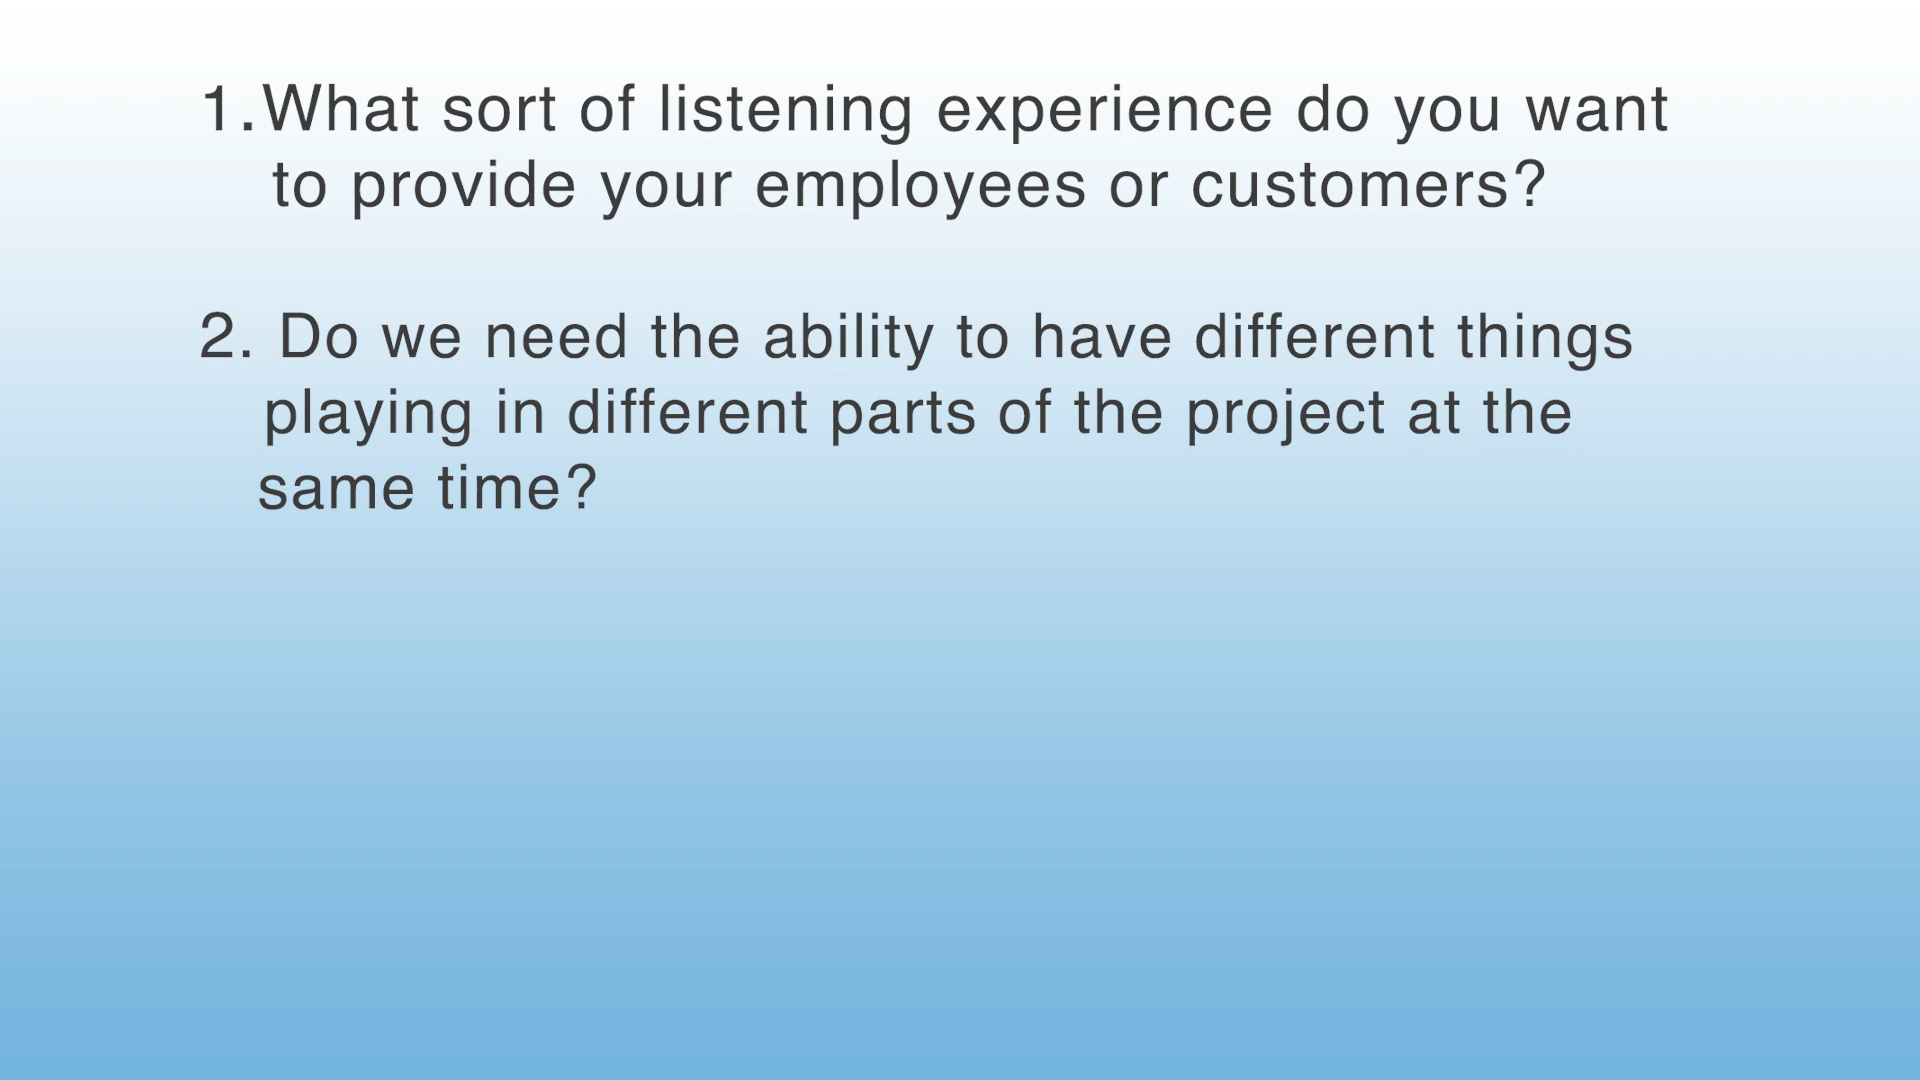 1.What sort of listening experience do you want
to provide your employees or customers?
2. Do we need the ability to have different things
playing in different parts of the project at the
same time?